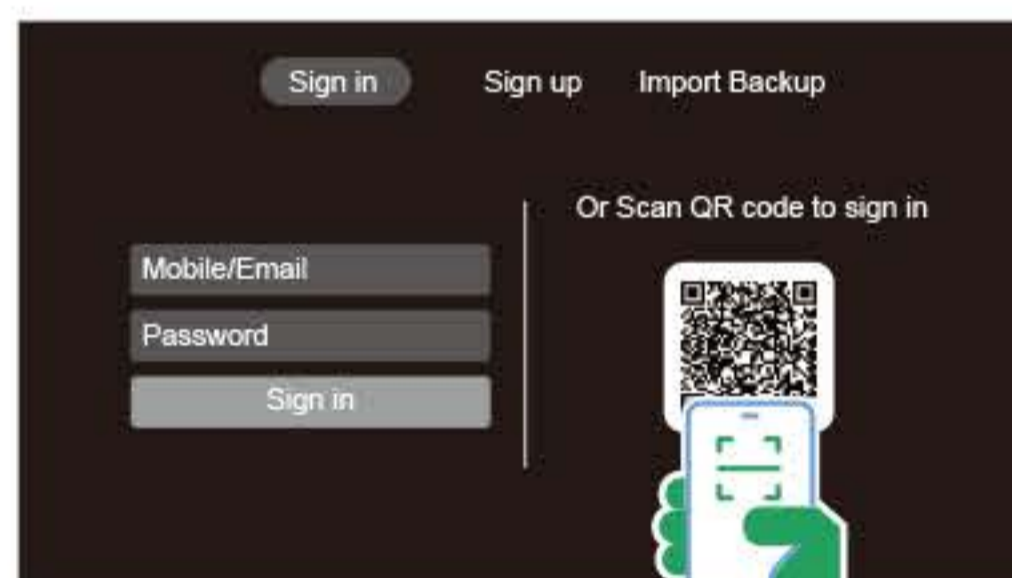 Sign in
Sign up
Import Backup
Mobile/Email
Password
Sign in
Or Scan QR code to sign in